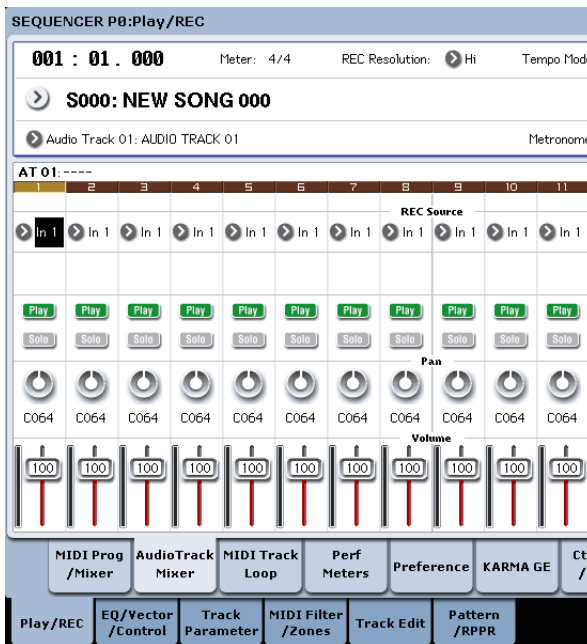 SEQUENCER P0:Play/REC
001 : 01 . 000 Meter: 4/4 REC Resolution: Hi Tempo Mod
S000: NEW SONG 000
Audio Track 01: AUDIO TRACK 01 Metronome
AT 01:----
1 2 3 4 5 6 7 8 9 10 11
REC Source
In 1 In 1 In 1 In 1 In 1 In 1 In 1 In 1 In 1 In 1 In 1
Play Play Play Play Play Play Play Play Play Play Play
Solo Solo Solo Solo Solo Solo Solo Solo Solo Solo Solo
Pan
C064 C064 C064 C064 C064 C064 C064 C064 C064 C064 C064
Volume
100 100 100 100 100 100 100 100 100 100 100
MIDI Prog AudioTrack MIDI Track Perf Preference KARMA GE Ct
/Mixer Mixer Loop Meters /
Play/REC EQ/Vector Track MIDI Filter Track Edit Pattern
/Control Parameter /Zones /RPPR